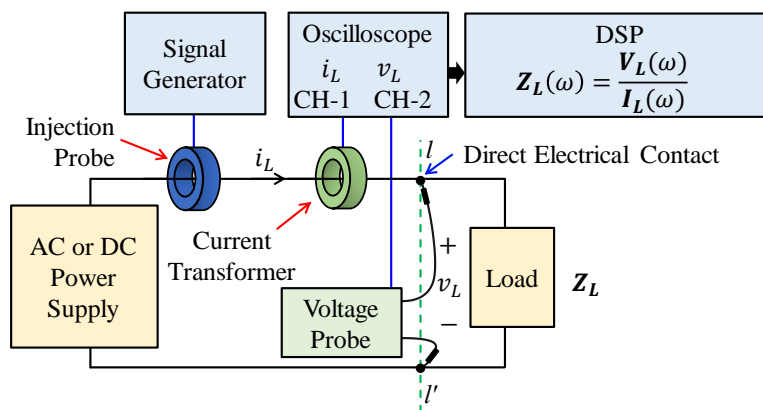 Signal
Generator
Oscilloscope
i_L v_L
CH-1 CH-2
DSP
Z_L(ω) = V_L(ω) / I_L(ω)
Injection
Probe
i_L
l
Direct Electrical Contact
AC or DC
Power
Supply
Current
Transformer
+
v_L
−
Voltage
Probe
Load
Z_L
l'